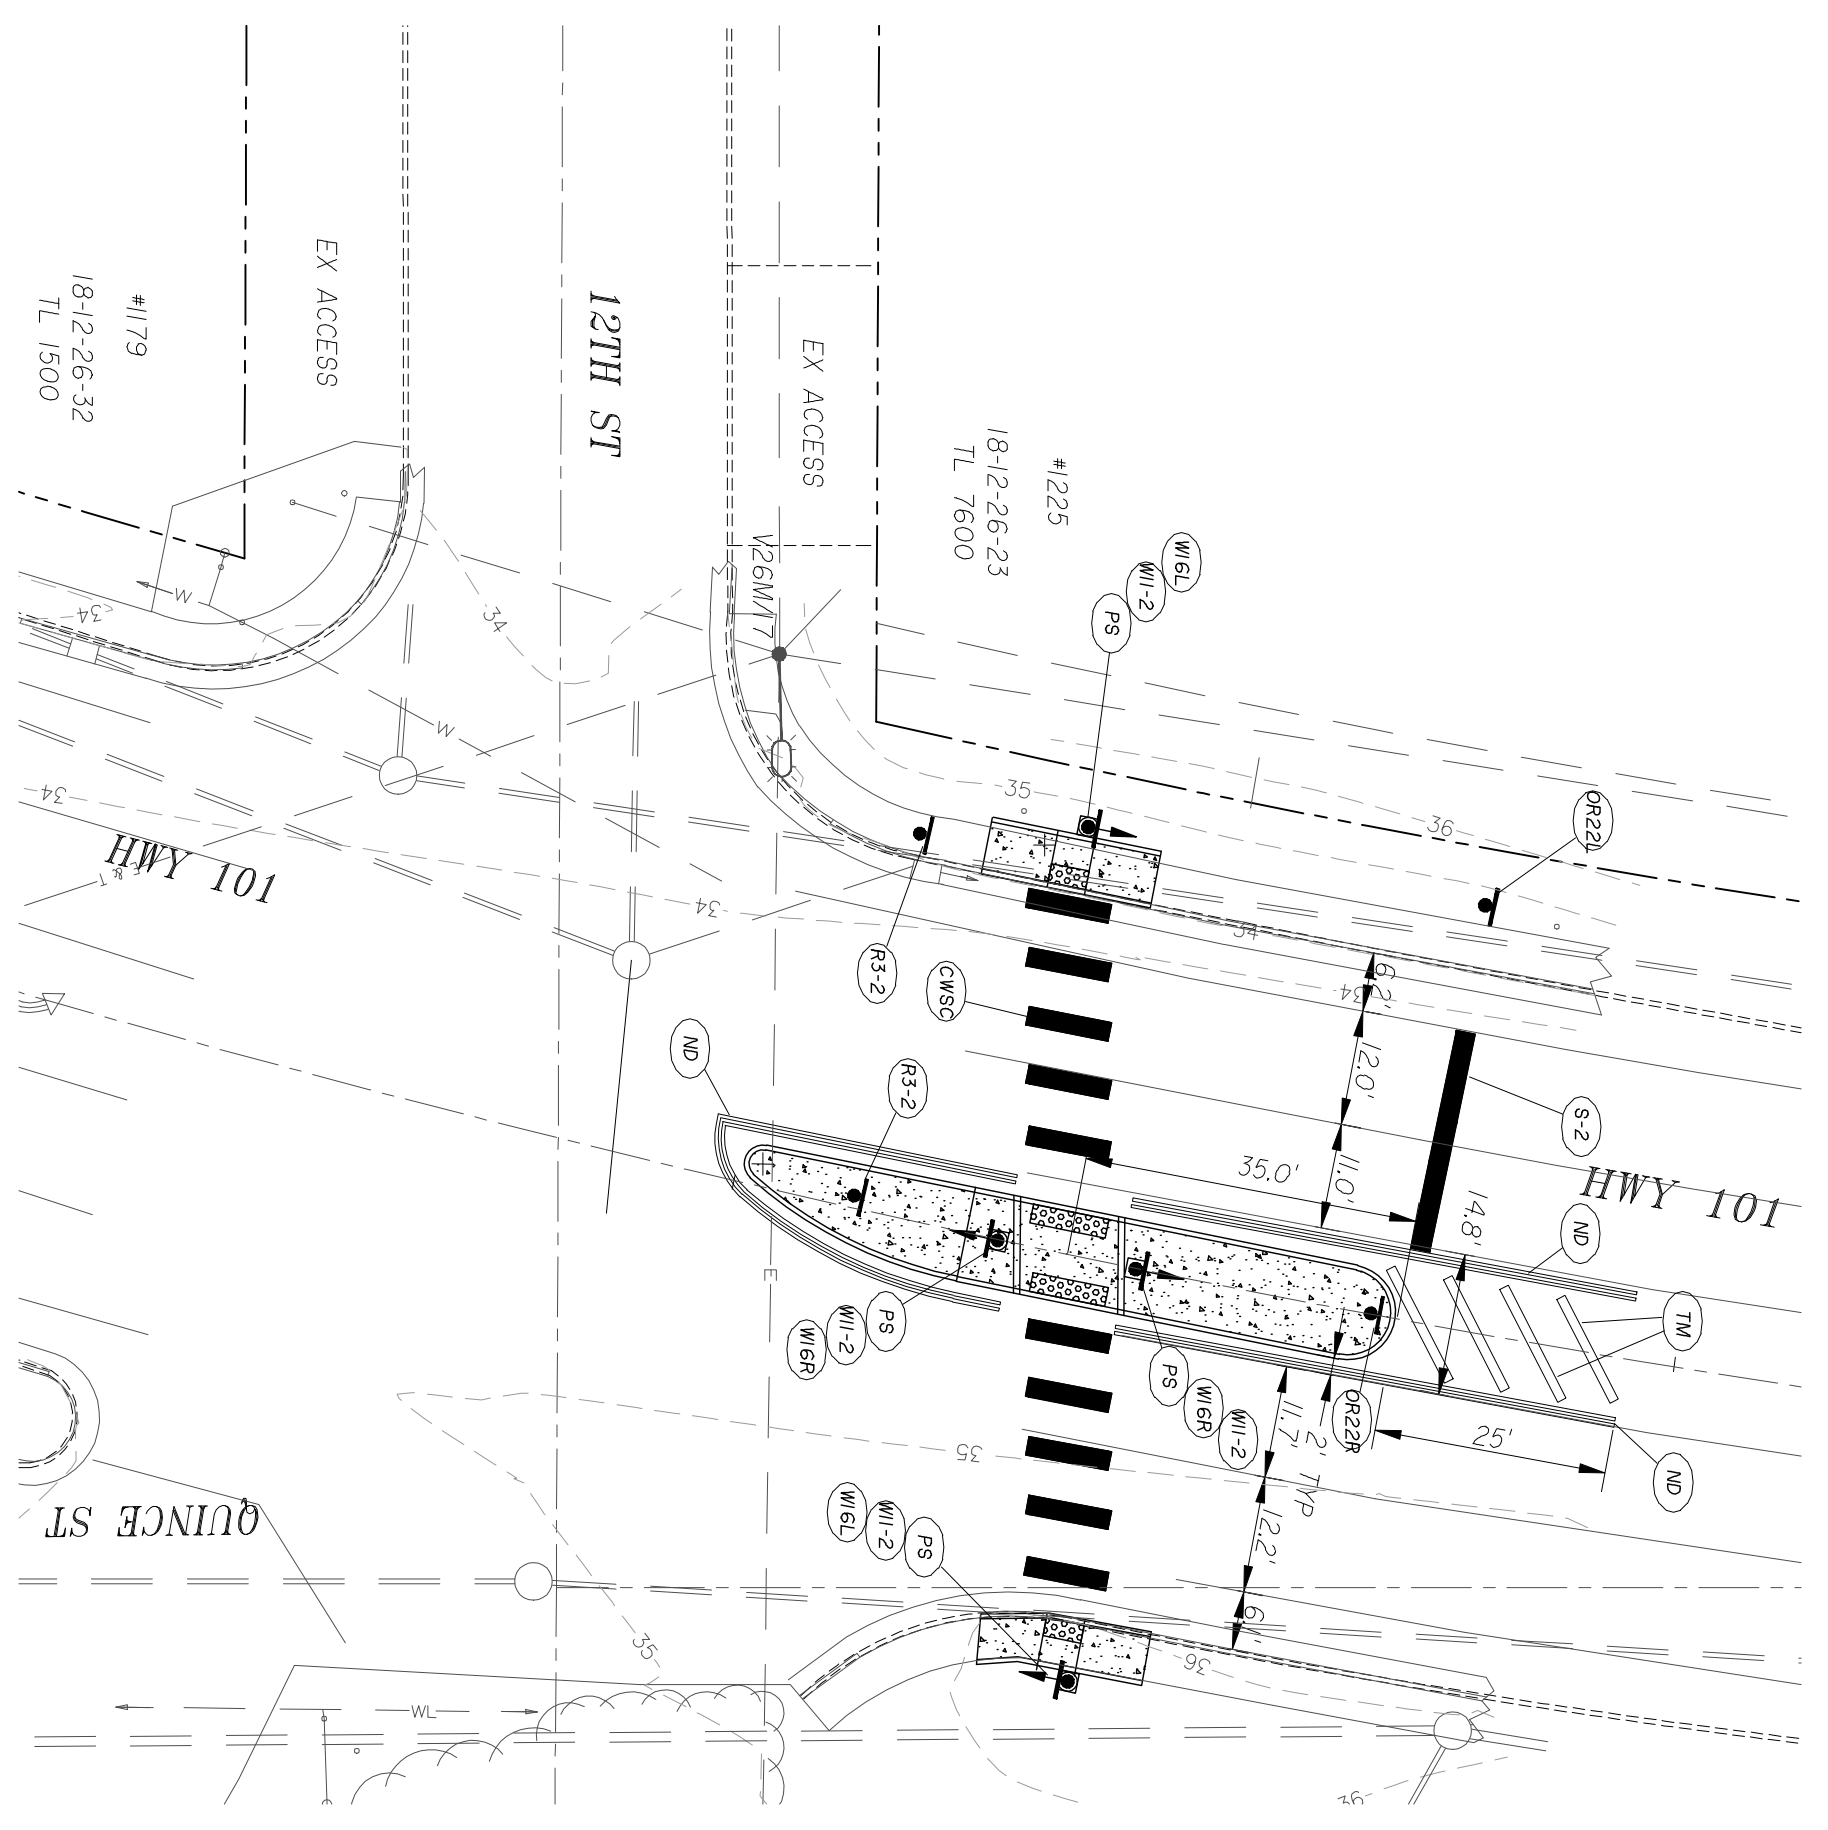 #1179
18-12-26-32
TL 1500
EX ACCESS
12TH ST
EX ACCESS
V26M/V7
#1225
18-12-26-23
TL 7600
W16L
W11-2
PS
W
34
34
W
34
HWY 101
E & T
35
36
OR22L
34
34
34
R3-2
CWSC
6.2'
12.0'
11.0'
35.0'
S-2
HWY 101
14.8'
ND
ND
R3-2
E
PS
W11-2
W16R
PS
W16R
W11-2
OR22R
TM
ND
25'
11.7'
2' TYP
12.2'
6.
35
QUINCE ST
W16L
W11-2
PS
35
36
WL
36